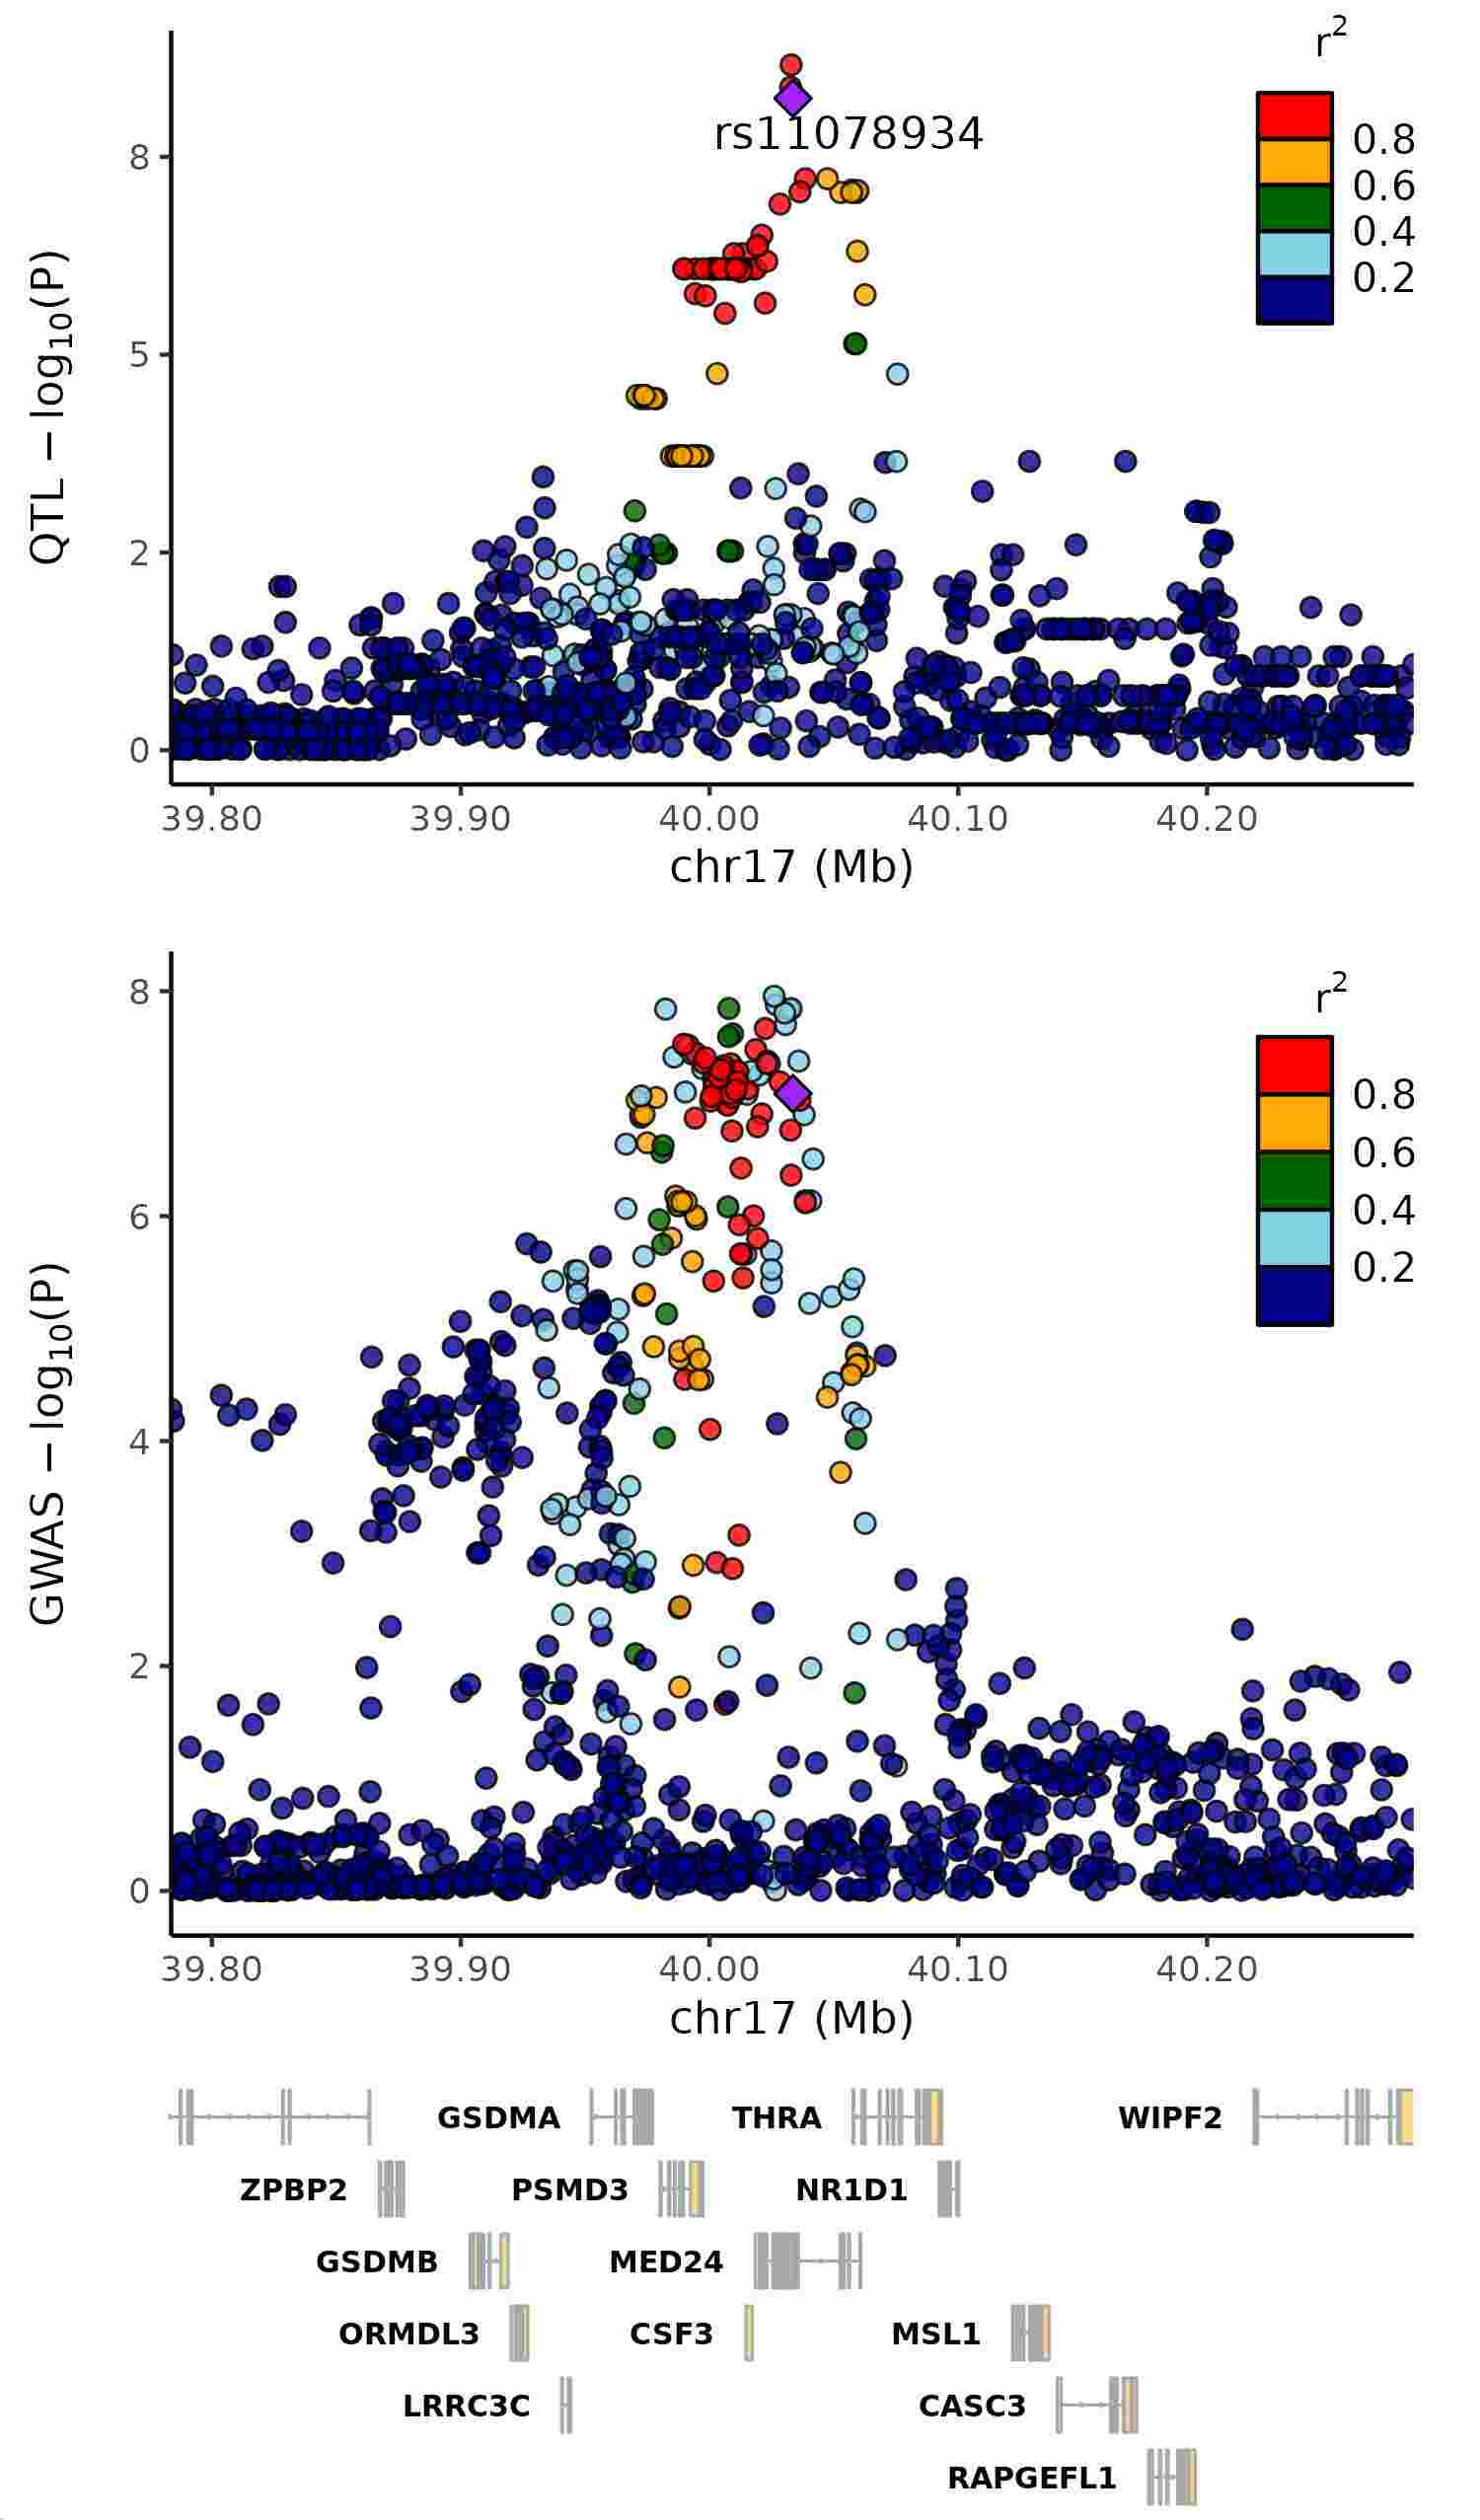 r²
0.8
0.6
0.4
0.2
rs11078934
QTL − log₁₀(P)
8
5
2
0
39.80 39.90 40.00 40.10 40.20
chr17 (Mb)
r²
0.8
0.6
0.4
0.2
GWAS − log₁₀(P)
8
6
4
2
0
39.80 39.90 40.00 40.10 40.20
chr17 (Mb)
GSDMA THRA WIPF2
ZPBP2 PSMD3 NR1D1
GSDMB MED24
ORMDL3 CSF3 MSL1
LRRC3C CASC3
RAPGEFL1